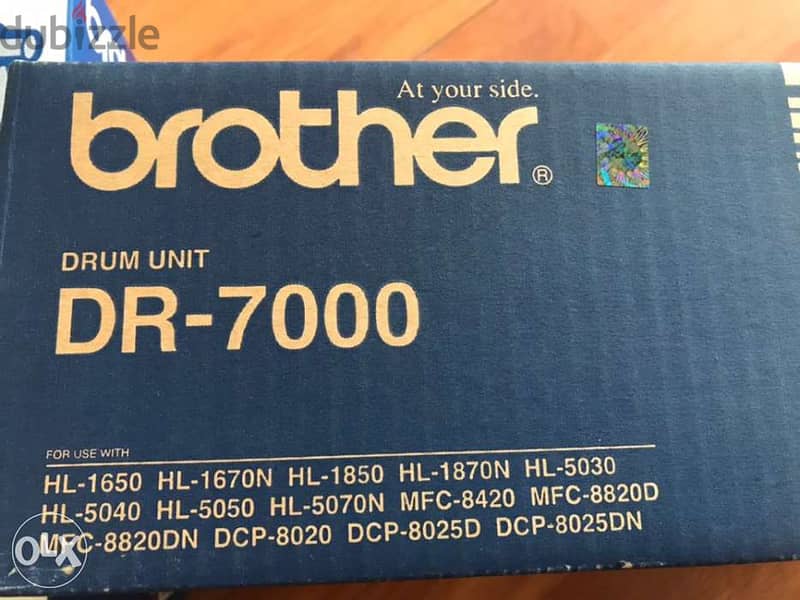 dubizzle
At your side.
brother®
DRUM UNIT
DR-7000
FOR USE WITH
HL-1650 HL-1670N HL-1850 HL-1870N HL-5030
HL-5040 HL-5050 HL-5070N MFC-8420 MFC-8820D
MFC-8820DN DCP-8020 DCP-8025D DCP-8025DN
OLX